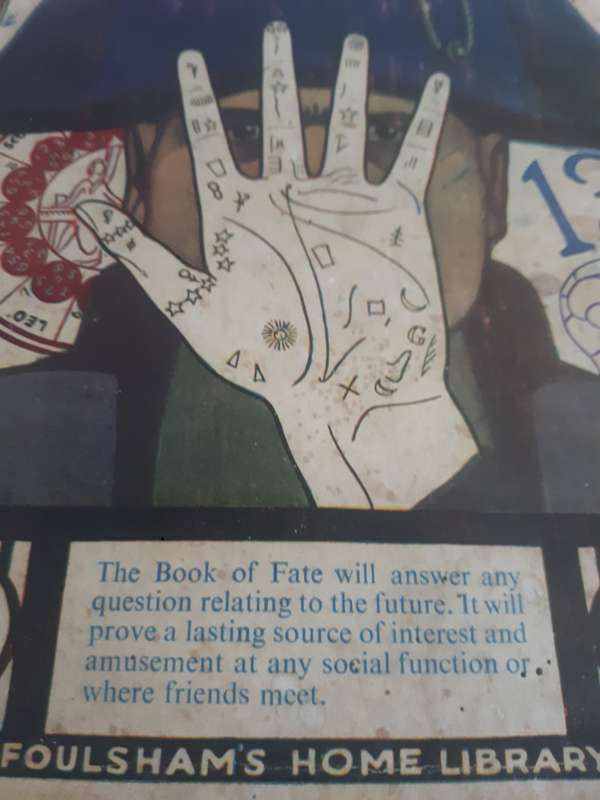 LEO
13
The Book of Fate will answer any
question relating to the future. It will
prove a lasting source of interest and
amusement at any social function or
where friends meet.
FOULSHAM'S HOME LIBRARY